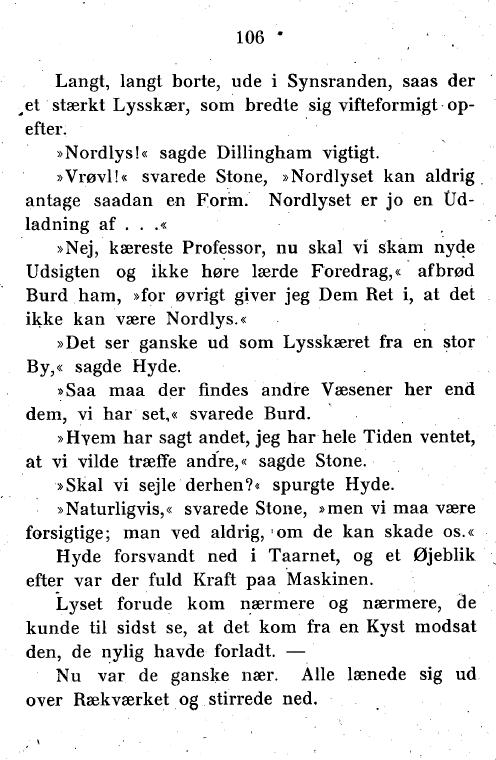 106
Langt, langt borte, ude i Synsranden, saas der
et stærkt Lysskær, som bredte sig vifteformigt op-
efter.
»Nordlys!« sagde Dillingham vigtigt.
»Vrøvl!« svarede Stone, »Nordlyset kan aldrig
antage saadan en Form. Nordlyset er jo en Ud-
ladning af . . .«
»Nej, kæreste Professor, nu skal vi skam nyde
Udsigten og ikke høre lærde Foredrag,« afbrød
Burd ham, »for øvrigt giver jeg Dem Ret i, at det
ikke kan være Nordlys.«
»Det ser ganske ud som Lysskæret fra en stor
By,« sagde Hyde.
»Saa maa der findes andre Væsener her end
dem, vi har set,« svarede Burd.
»Hvem har sagt andet, jeg har hele Tiden ventet,
at vi vilde træffe andre,« sagde Stone.
»Skal vi sejle derhen?« spurgte Hyde.
»Naturligvis,« svarede Stone, »men vi maa være
forsigtige; man ved aldrig, om de kan skade os.«
Hyde forsvandt ned i Taarnet, og et Øjeblik
efter var der fuld Kraft paa Maskinen.
Lyset forude kom nærmere og nærmere, de
kunde til sidst se, at det kom fra en Kyst modsat
den, de nylig havde forladt. —
Nu var de ganske nær. Alle lænede sig ud
over Rækværket og stirrede ned.